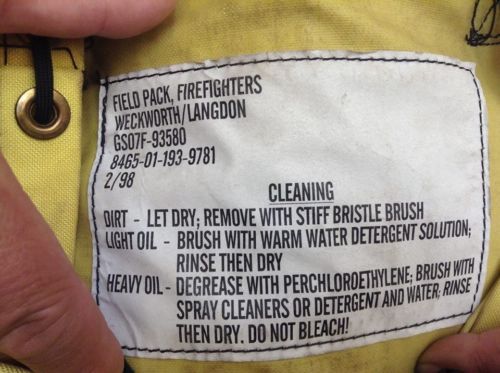 FIELD PACK, FIREFIGHTERS
WECKWORTH/LANGDON
GS07F-93580
8465-01-193-9781
2/98
CLEANING
DIRT - LET DRY; REMOVE WITH STIFF BRISTLE BRUSH
LIGHT OIL - BRUSH WITH WARM WATER DETERGENT SOLUTION;
RINSE THEN DRY
HEAVY OIL - DEGREASE WITH PERCHLOROETHYLENE; BRUSH WITH
SPRAY CLEANERS OR DETERGENT AND WATER; RINSE
THEN DRY. DO NOT BLEACH!